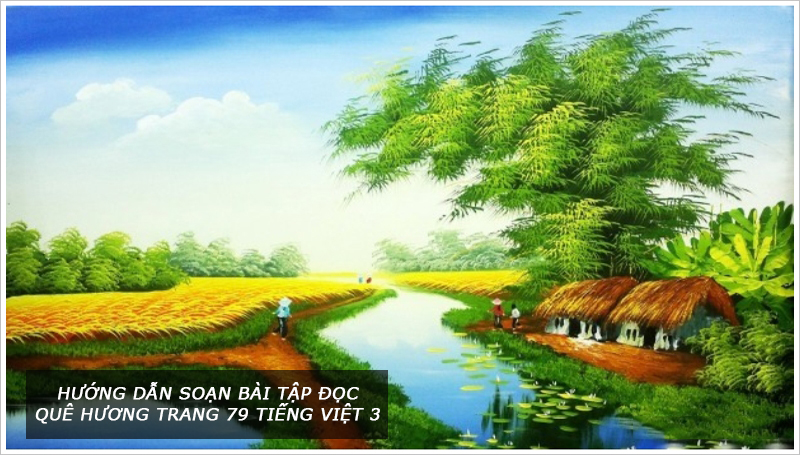 HƯỚNG DẪN SOẠN BÀI TẬP ĐỌC
QUÊ HƯƠNG TRANG 79 TIẾNG VIỆT 3